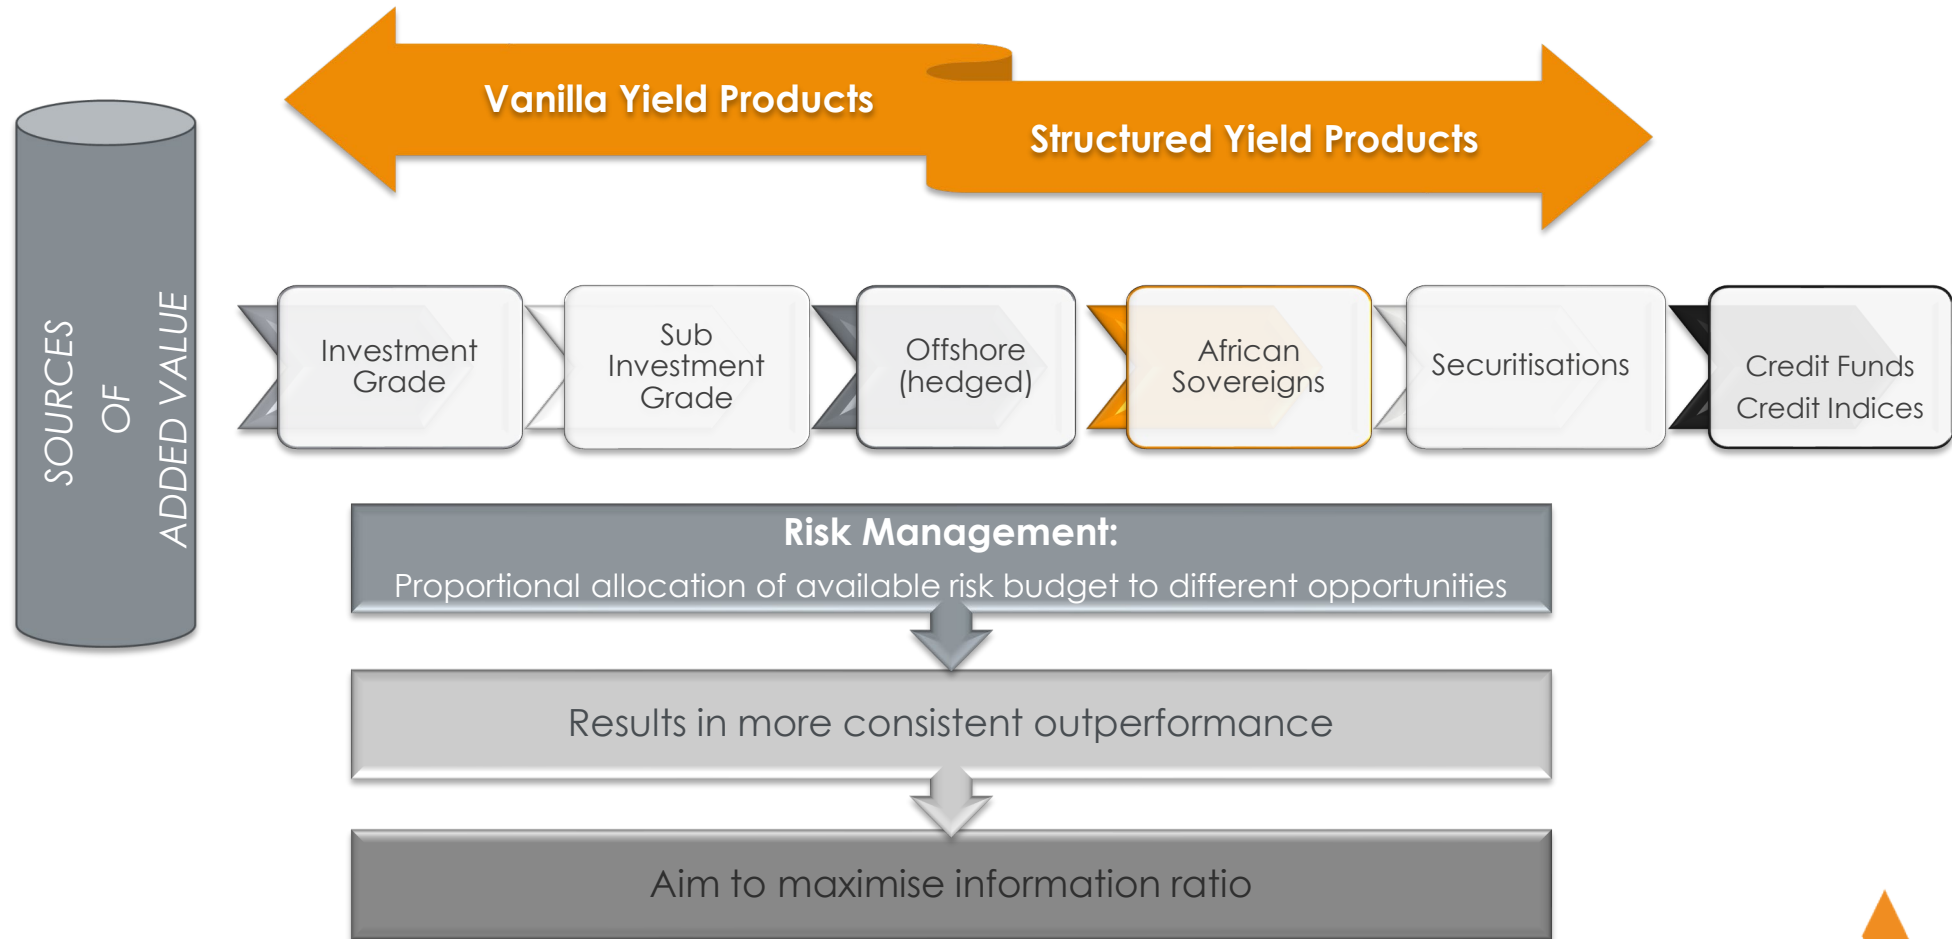 Vanilla Yield Products
Structured Yield Products
SOURCES
OF
ADDED VALUE
Investment
Grade
Sub
Investment
Grade
Offshore
(hedged)
African
Sovereigns
Securitisations
Credit Funds
Credit Indices
Risk Management:
Proportional allocation of available risk budget to different opportunities
Results in more consistent outperformance
Aim to maximise information ratio